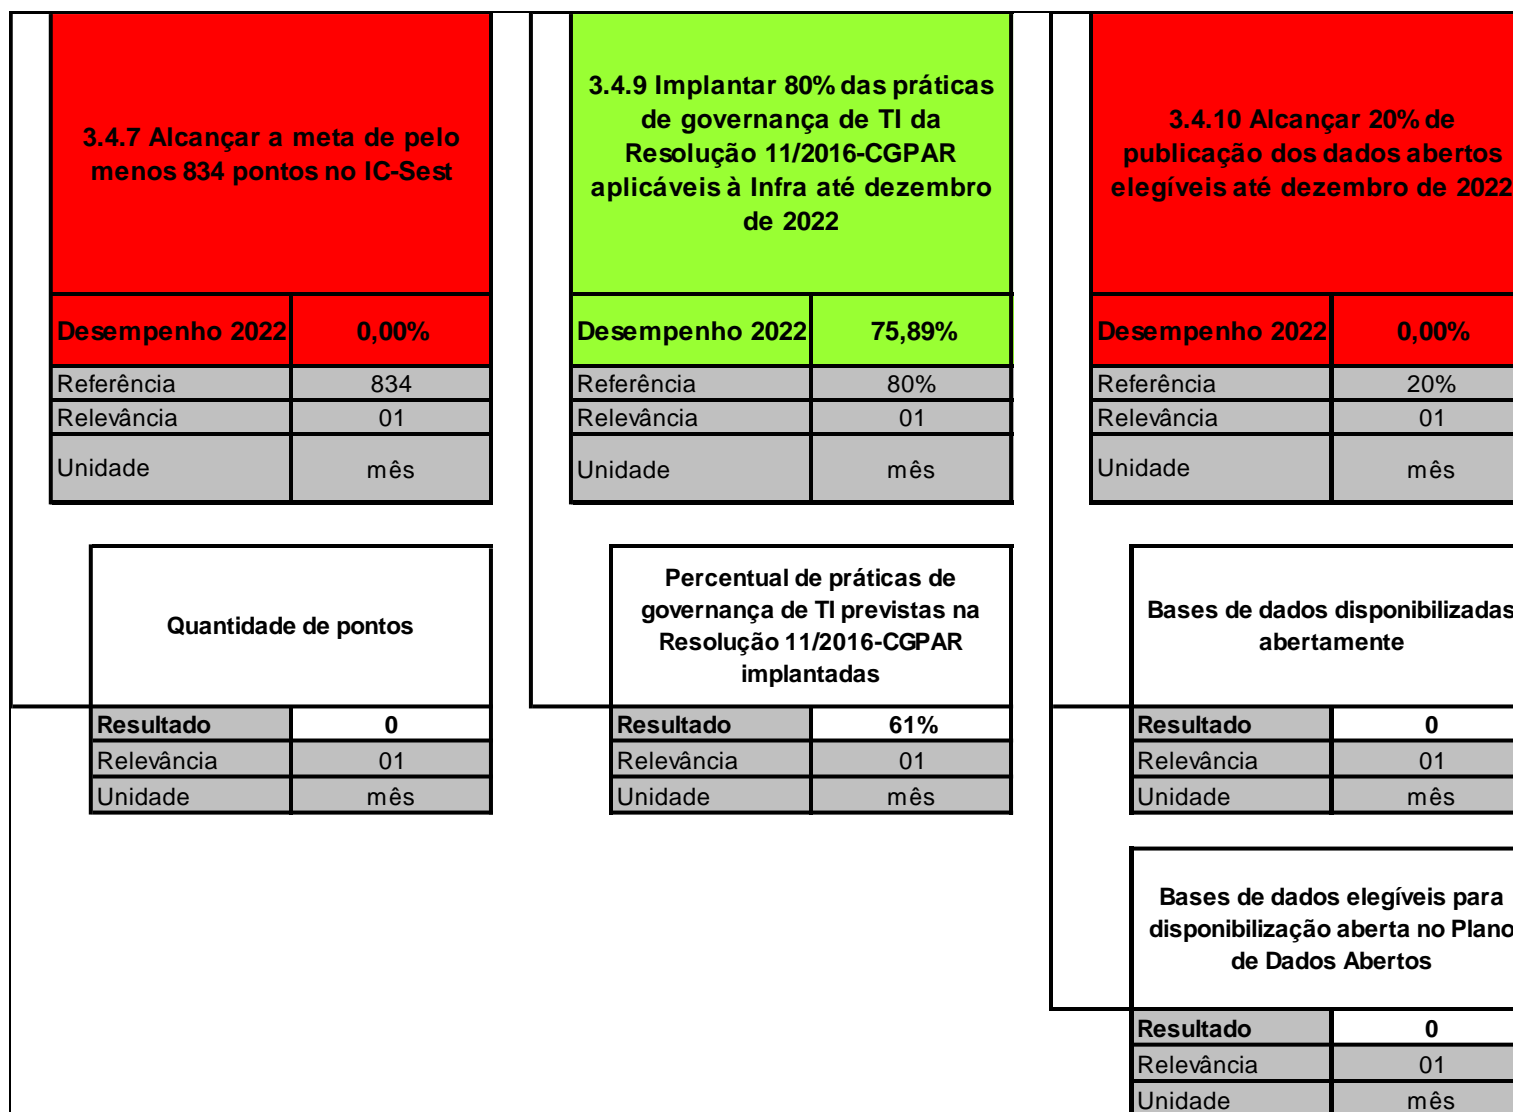 3.4.7 Alcançar a meta de pelo
menos 834 pontos no IC-Sest
Desempenho 2022 0,00%
Referência 834
Relevância 01
Unidade mês
Quantidade de pontos
Resultado 0
Relevância 01
Unidade mês
3.4.9 Implantar 80% das práticas
de governança de TI da
Resolução 11/2016-CGPAR
aplicáveis à Infra até dezembro
de 2022
Desempenho 2022 75,89%
Referência 80%
Relevância 01
Unidade mês
Percentual de práticas de
governança de TI previstas na
Resolução 11/2016-CGPAR
implantadas
Resultado 61%
Relevância 01
Unidade mês
3.4.10 Alcançar 20% de
publicação dos dados abertos
elegíveis até dezembro de 2022
Desempenho 2022 0,00%
Referência 20%
Relevância 01
Unidade mês
Bases de dados disponibilizadas
abertamente
Resultado 0
Relevância 01
Unidade mês
Bases de dados elegíveis para
disponibilização aberta no Plano
de Dados Abertos
Resultado 0
Relevância 01
Unidade mês